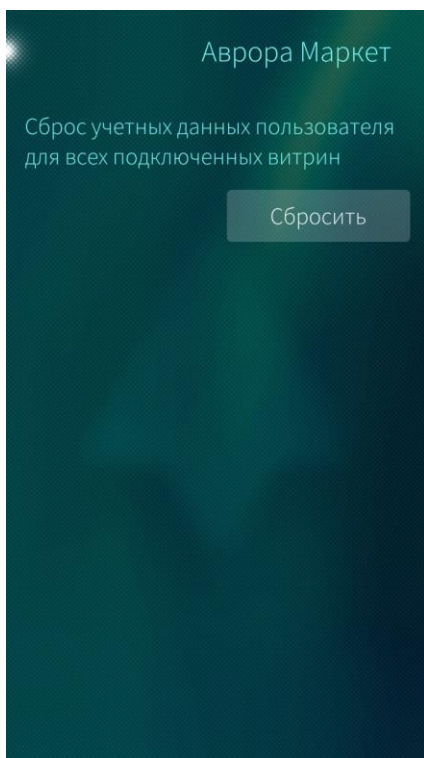 Аврора Маркет
Сброс учетных данных пользователя
для всех подключенных витрин
Сбросить